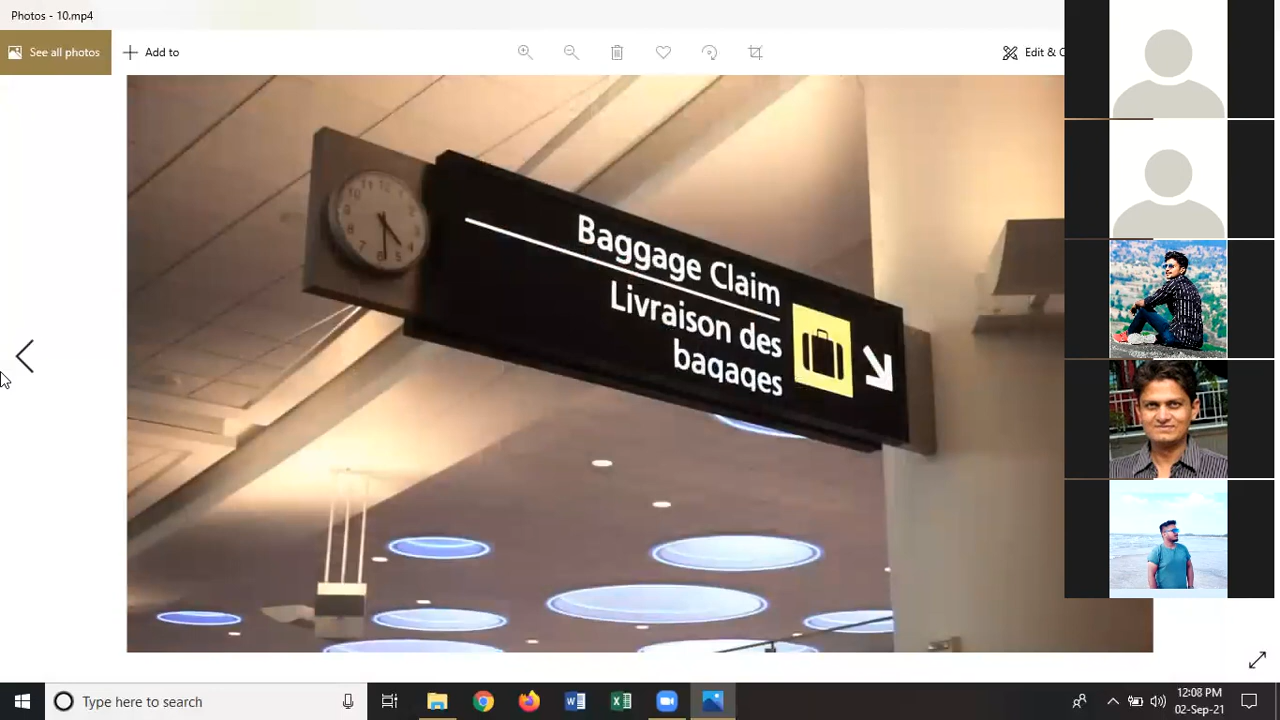 Photos - 10.mp4
See all photos
Add to
Edit & C
Baggage Claim
Livraison des
bagages
Type here to search
12:08 PM
02-Sep-21